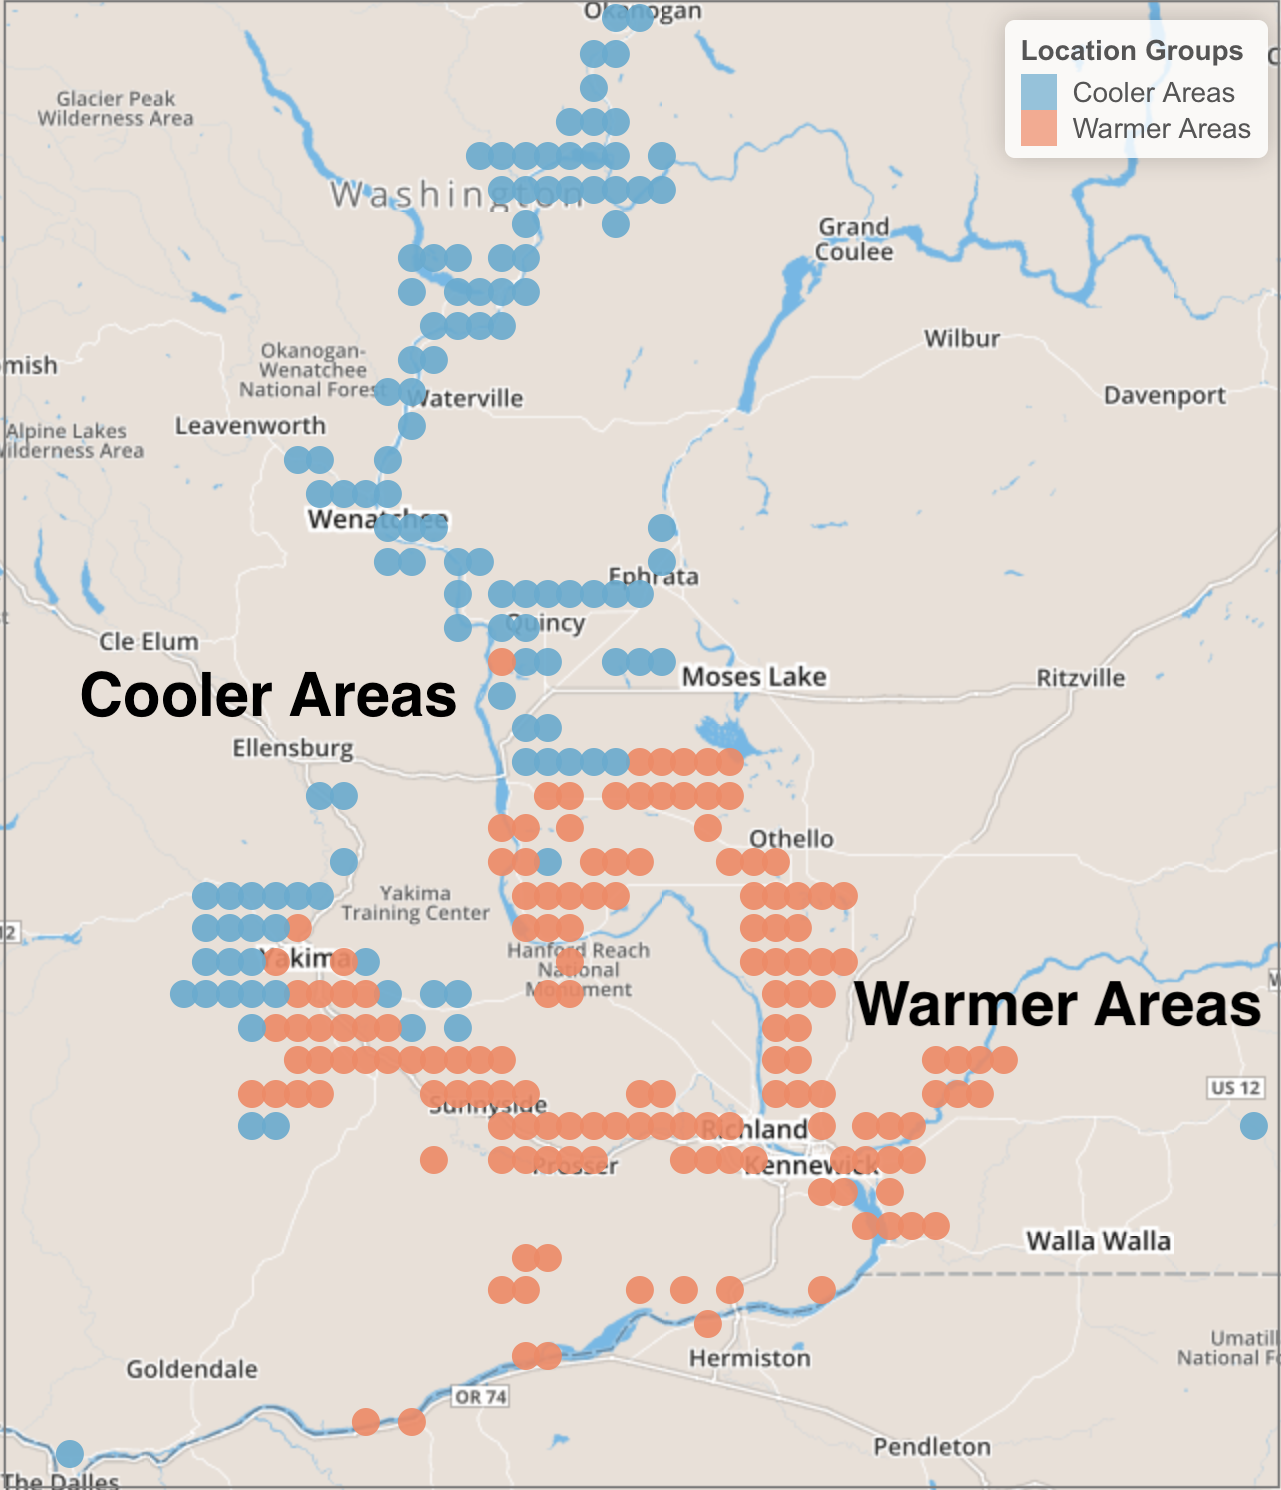 Okanogan
Location Groups
Cooler Areas
Warmer Areas
Glacier Peak
Wilderness Area
Washington
Grand
Coulee
Wilbur
Okanogan-
Wenatchee
National Forest
mish
Davenport
Waterville
Leavenworth
Alpine Lakes
Wilderness Area
Wenatchee
Ephrata
Quincy
Cle Elum
Moses Lake
Ritzville
Cooler Areas
Ellensburg
Othello
Yakima
Training Center
12
Yakima
Hanford Reach
National
Monument
Warmer Areas
US 12
Sunnyside
Richland
Prosser
Kennewick
Walla Walla
Umatill
National Fo
Hermiston
Goldendale
OR 74
Pendleton
The Dalles